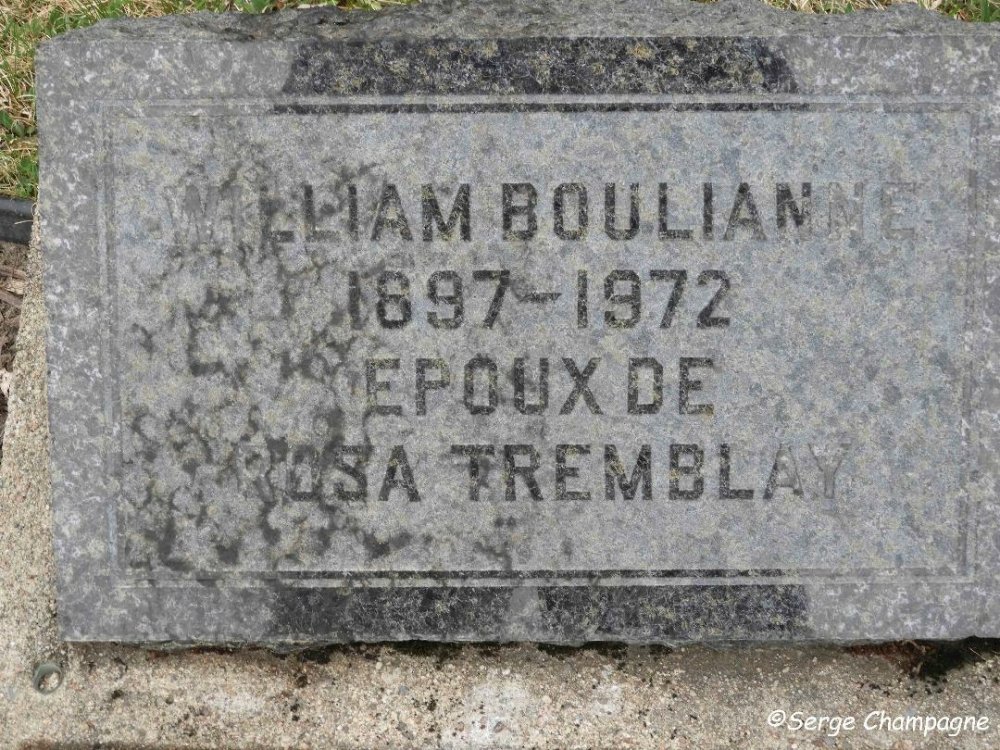 WILLIAM BOULIANNE
1897-1972
EPOUX DE
ROSA TREMBLAY
©Serge Champagne